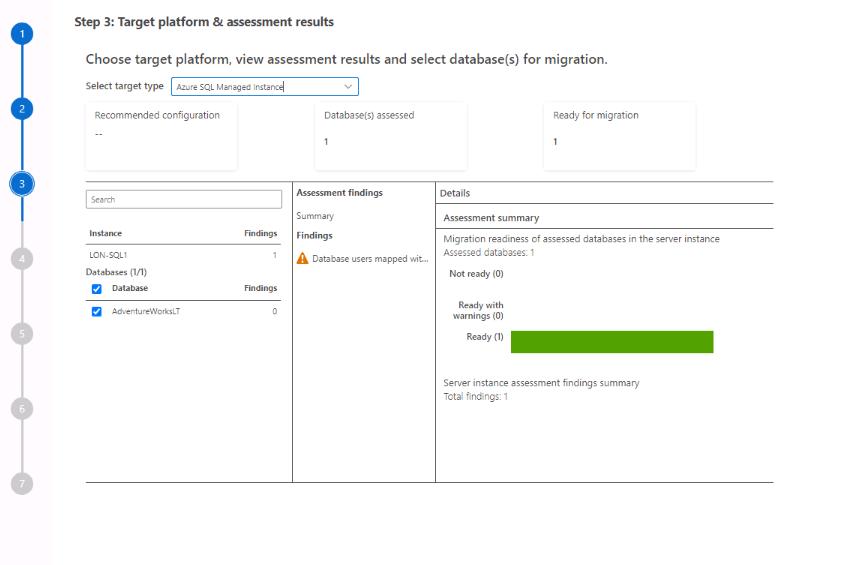 Step 3: Target platform & assessment results
1
Choose target platform, view assessment results and select database(s) for migration.
Select target type
Azure SQL Managed Instance
2
Recommended configuration
--
Database(s) assessed
1
Ready for migration
1
3
Search
Instance
Findings
LON-SQL1
1
Databases (1/1)
Database
Findings
AdventureWorksLT
0
Assessment findings
Summary
Findings
Database users mapped wit...
Details
Assessment summary
Migration readiness of assessed databases in the server instance
Assessed databases: 1
Not ready (0)
Ready with
warnings (0)
Ready (1)
Server instance assessment findings summary
Total findings: 1
4
5
6
7